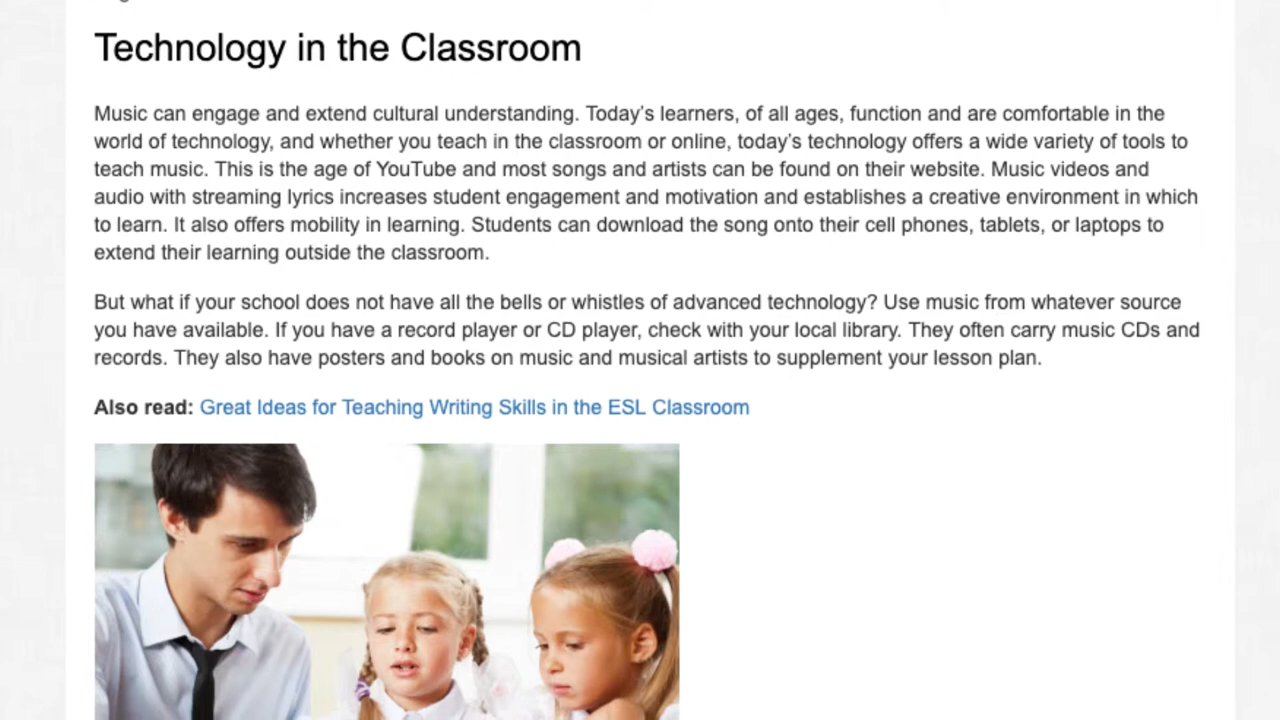 Technology in the Classroom
Music can engage and extend cultural understanding. Today’s learners, of all ages, function and are comfortable in the
world of technology, and whether you teach in the classroom or online, today’s technology offers a wide variety of tools to
teach music. This is the age of YouTube and most songs and artists can be found on their website. Music videos and
audio with streaming lyrics increases student engagement and motivation and establishes a creative environment in which
to learn. It also offers mobility in learning. Students can download the song onto their cell phones, tablets, or laptops to
extend their learning outside the classroom.
But what if your school does not have all the bells or whistles of advanced technology? Use music from whatever source
you have available. If you have a record player or CD player, check with your local library. They often carry music CDs and
records. They also have posters and books on music and musical artists to supplement your lesson plan.
Also read: Great Ideas for Teaching Writing Skills in the ESL Classroom